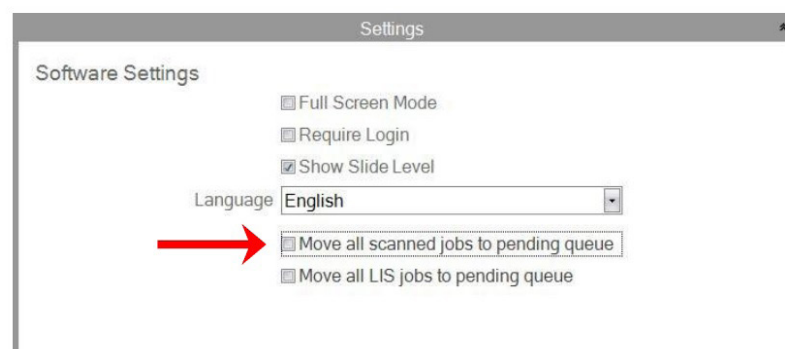 Settings
Software Settings
Full Screen Mode
Require Login
Show Slide Level
Language English
Move all scanned jobs to pending queue
Move all LIS jobs to pending queue